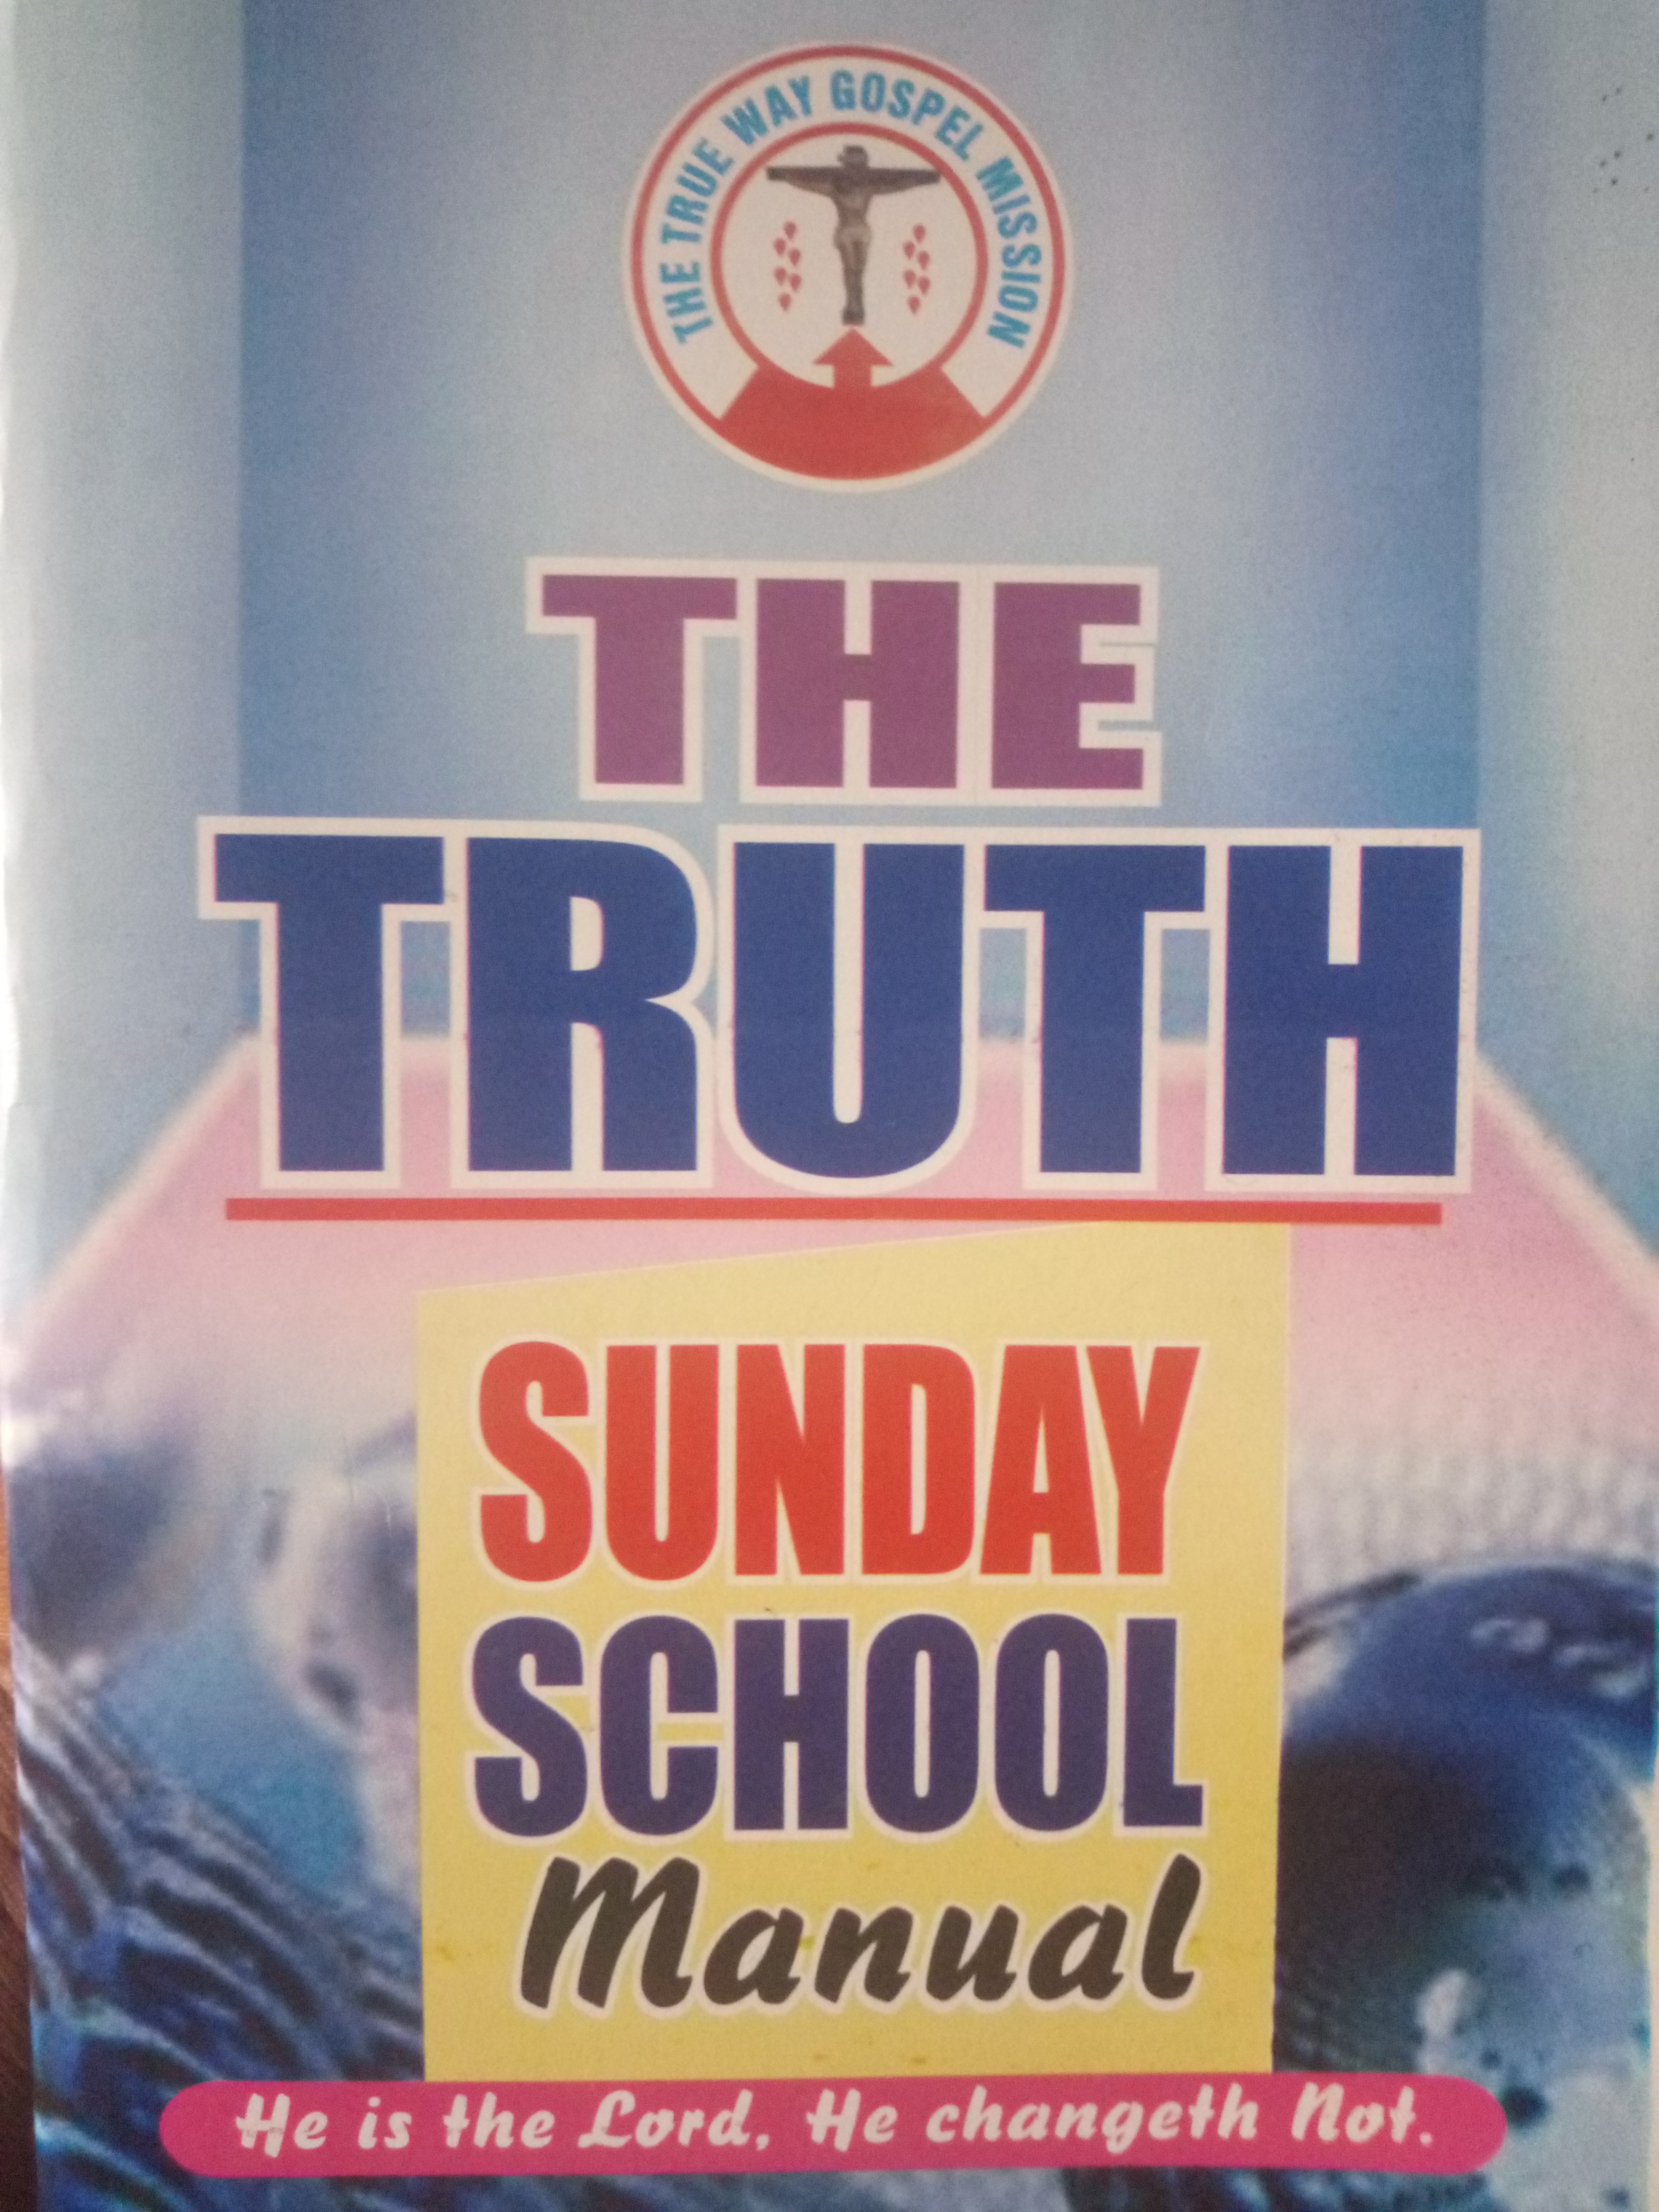 THE TRUE WAY GOSPEL MISSION
THE
TRUTH
SUNDAY
SCHOOL
Manual
He is the Lord, He changeth Not.